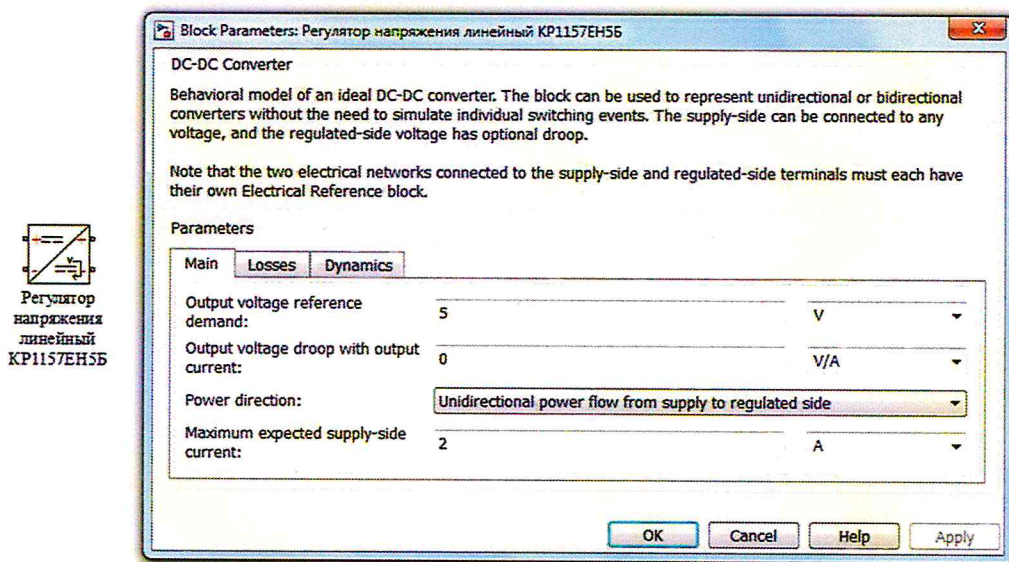 Block Parameters: Регулятор напряжения линейный КР1157ЕН5Б
DC-DC Converter
Behavioral model of an ideal DC-DC converter. The block can be used to represent unidirectional or bidirectional
converters without the need to simulate individual switching events. The supply-side can be connected to any
voltage, and the regulated-side voltage has optional droop.
Note that the two electrical networks connected to the supply-side and regulated-side terminals must each have
their own Electrical Reference block.
Parameters
Main Losses Dynamics
Output voltage reference
demand:
5 V
Output voltage droop with output
current:
0 V/A
Power direction: Unidirectional power flow from supply to regulated side
Maximum expected supply-side
current:
2 A
OK Cancel Help Apply
Регулятор
напряжения
линейный
КР1157ЕН5Б